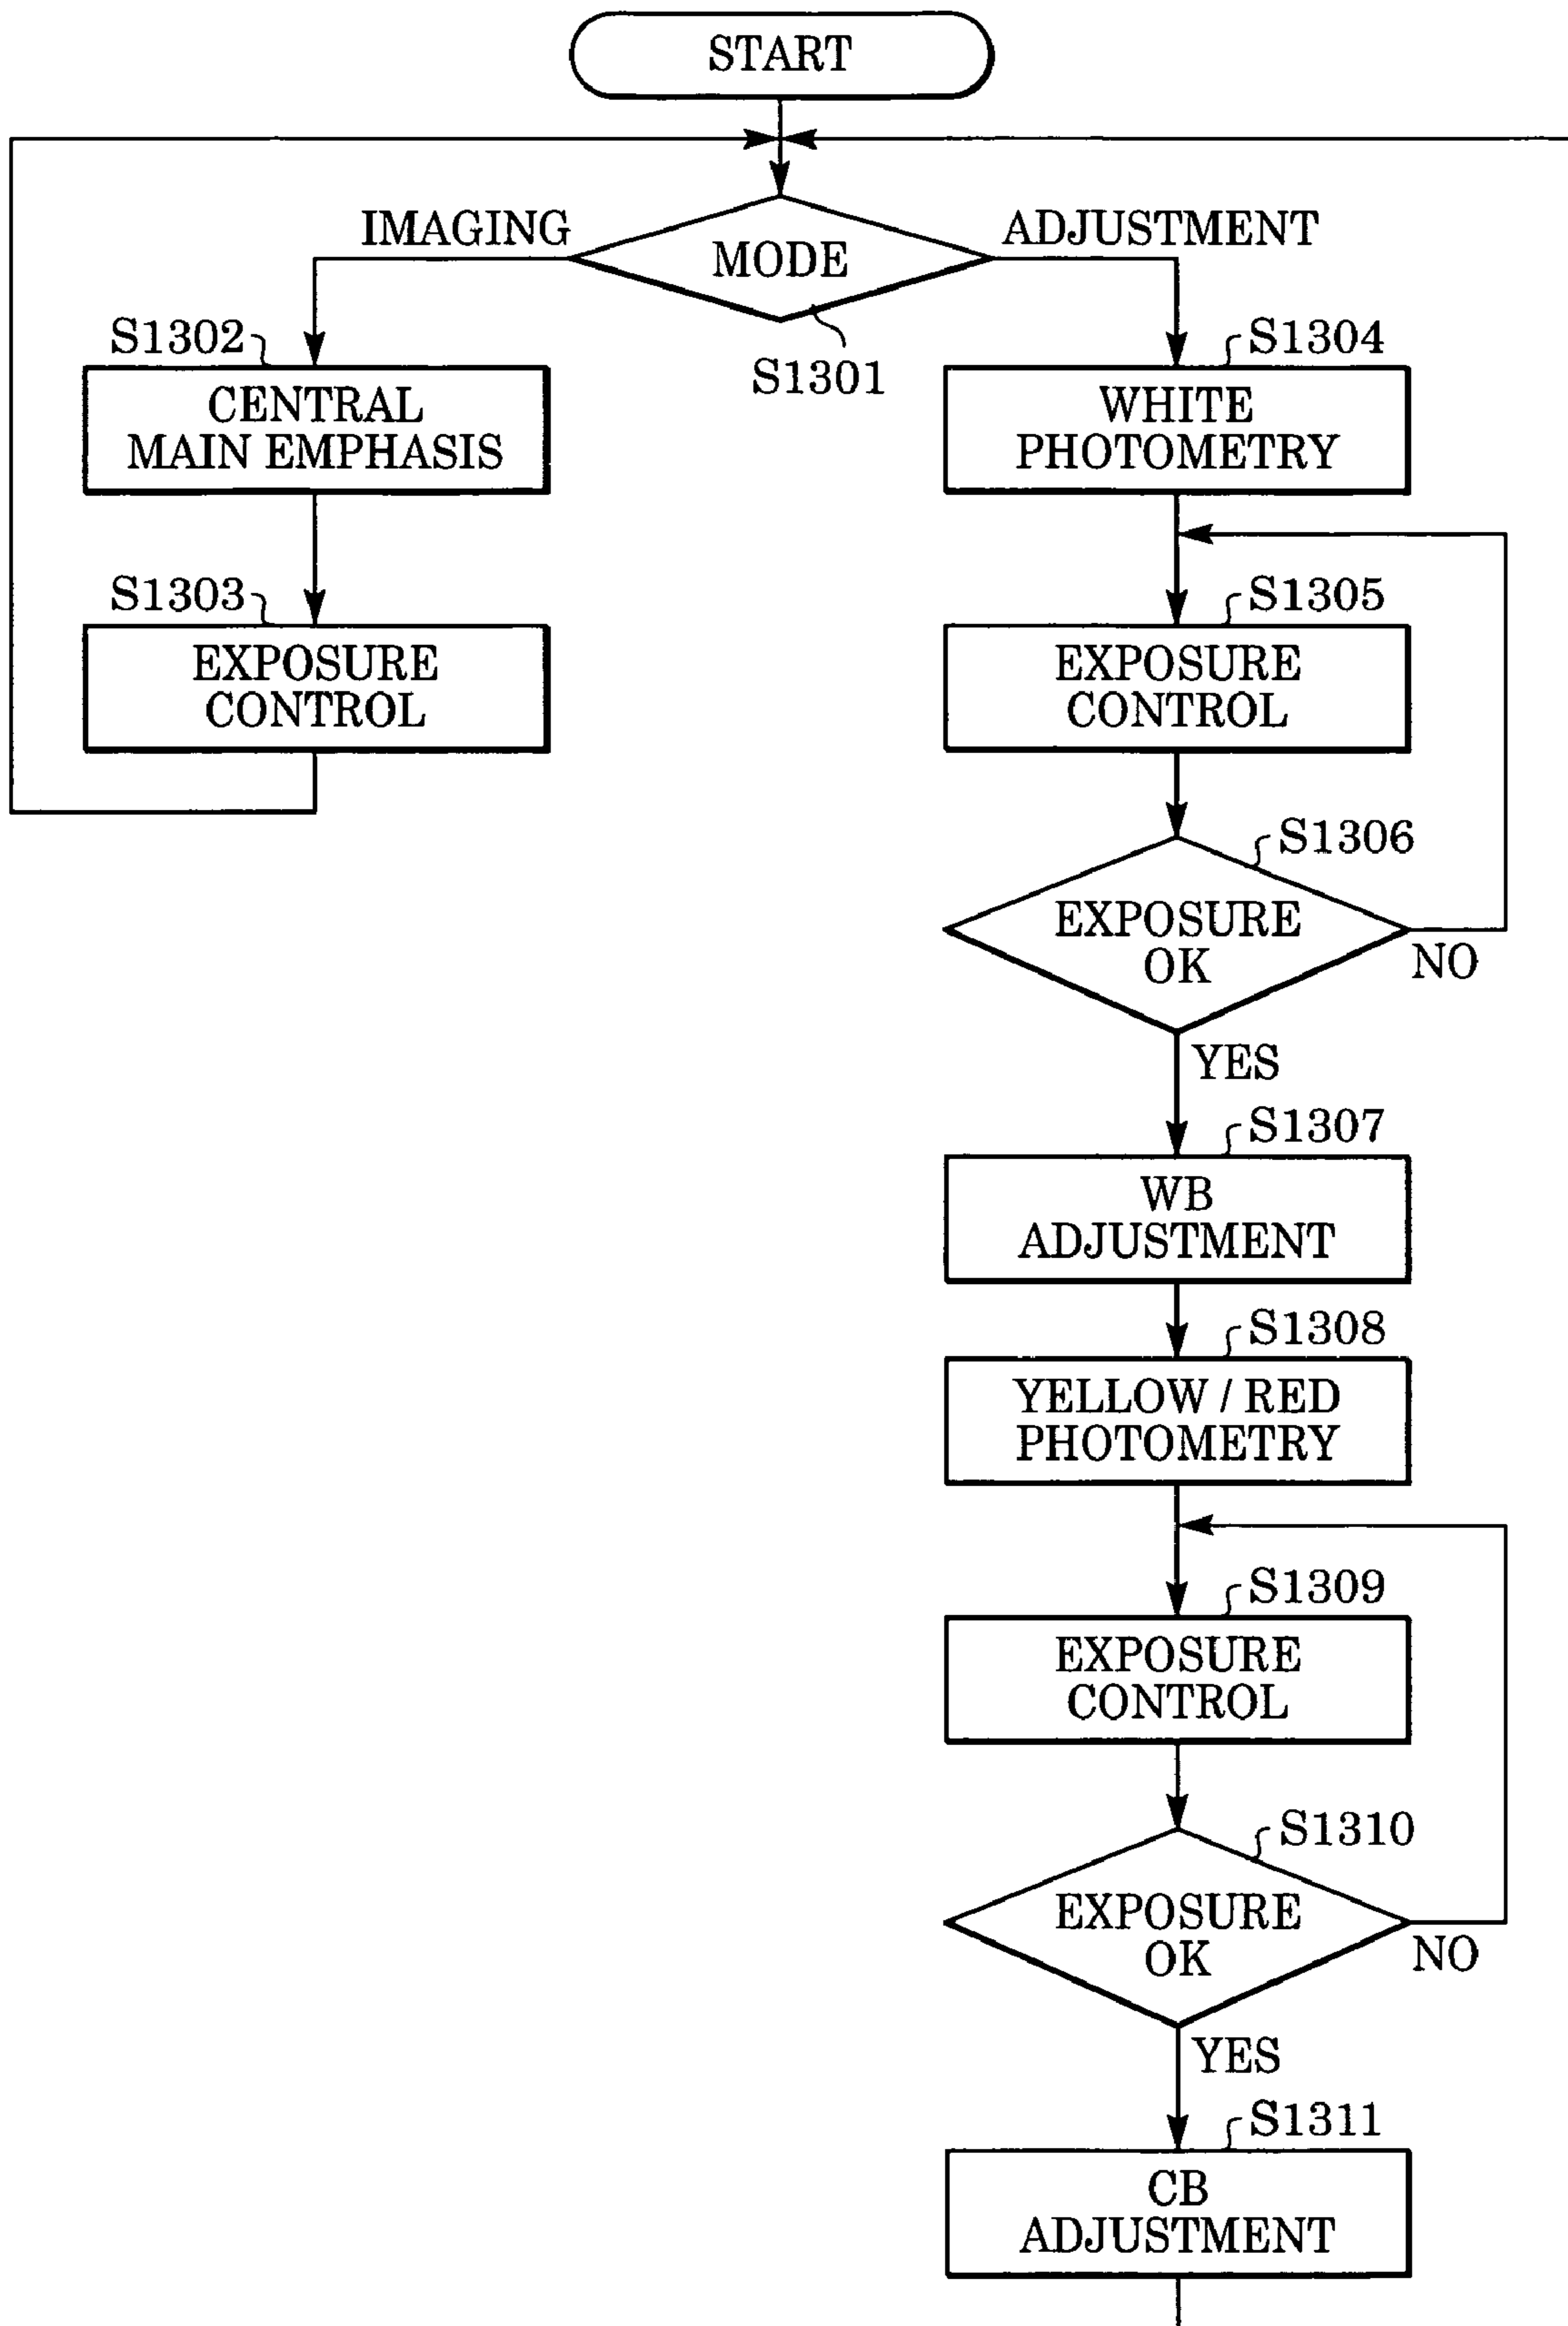 START
IMAGING
MODE
ADJUSTMENT
S1301
S1302
CENTRAL
MAIN EMPHASIS
S1303
EXPOSURE
CONTROL
S1304
WHITE
PHOTOMETRY
S1305
EXPOSURE
CONTROL
S1306
EXPOSURE
OK
NO
YES
S1307
WB
ADJUSTMENT
S1308
YELLOW / RED
PHOTOMETRY
S1309
EXPOSURE
CONTROL
S1310
EXPOSURE
OK
NO
YES
S1311
CB
ADJUSTMENT